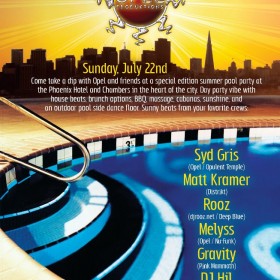 PRODUCTIONS
Sunday, July 22nd
Come take a dip with Opel and friends at a special edition summer pool party at
the Phoenix Hotel and Chambers in the heart of the city. Day party vibe with
house beats, brunch options, BBQ, massage, cabanas, sunshine, and
an outdoor pool side dance floor. Sunny beats from your favorite crews.
Syd Gris
(Opel / Opulent Temple)
Matt Kramer
(Distrikt)
Rooz
(djrooz.net / Deep Blue)
Melyss
(Opel / Nu-Funk)
Gravity
(Pink Mammoth)